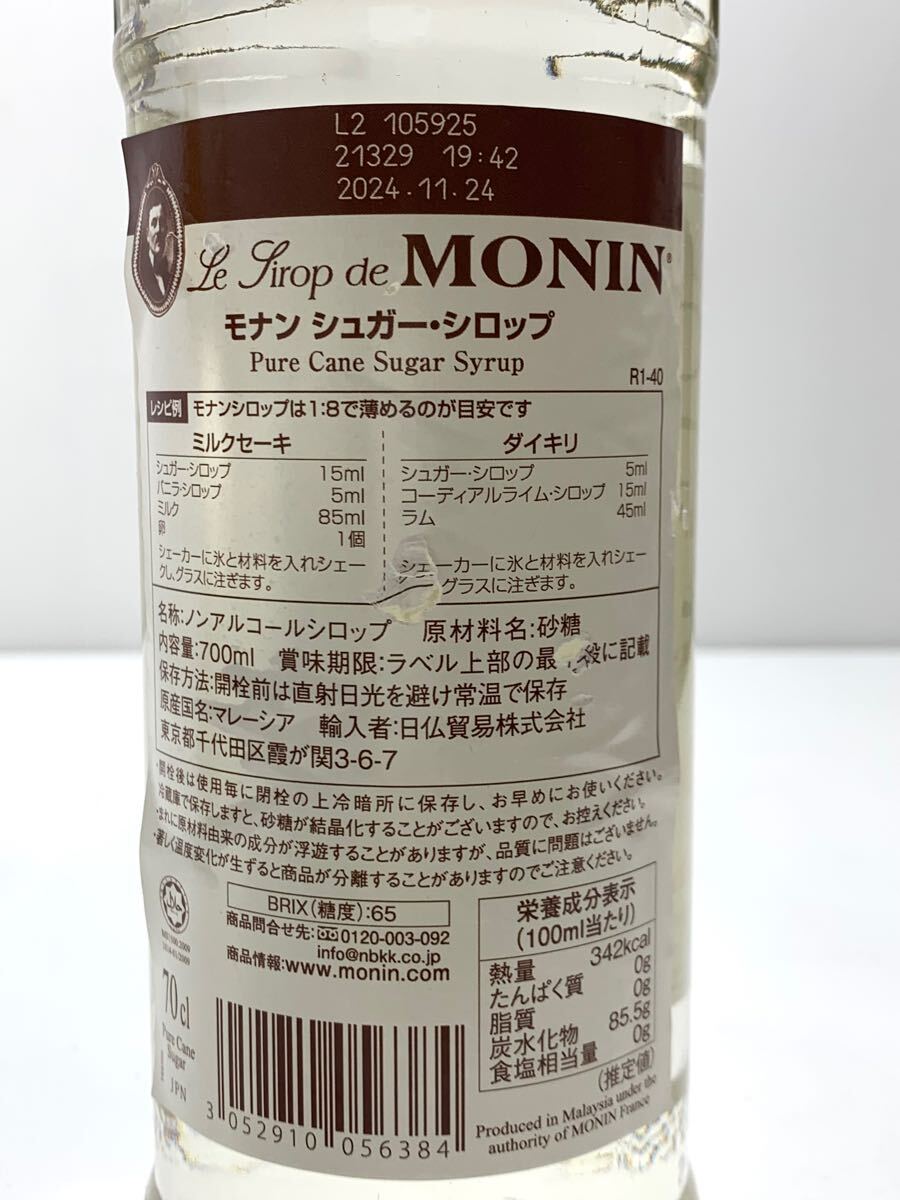 L2 105925
21329 19:42
2024.11.24
Le Sirop de MONIN®
モナン シュガー・シロップ
Pure Cane Sugar Syrup
R1-40
レシピ例 モナンシロップは1:8で薄めるのが目安です
ミルクセーキ
シュガー・シロップ 15ml
バニラ・シロップ 5ml
ミルク 85ml
卵 1個
シェーカーに氷と材料を入れシェー
クし、グラスに注ぎます。
ダイキリ
シュガー・シロップ 5ml
コーディアルライム・シロップ 15ml
ラム 45ml
シェーカーに氷と材料を入れシェー
グラスに注ぎます。
名称:ノンアルコールシロップ 原材料名:砂糖
内容量:700ml 賞味期限:ラベル上部の最 段に記載
保存方法:開栓前は直射日光を避け常温で保存
原産国名:マレーシア 輸入者:日仏貿易株式会社
東京都千代田区霞が関3-6-7
・開栓後は使用毎に閉栓の上冷暗所に保存し、お早めにお使いください。
冷蔵庫で保存しますと、砂糖が結晶化することがございますので、お控えください。
・まれに原材料由来の成分が浮遊することがありますが、品質に問題はございません。
・著しく温度変化が生ずると商品が分離することがありますのでご注意ください。
BRIX(糖度):65
商品問合せ先:0120-003-092
info@nbkk.co.jp
商品情報:www.monin.com
栄養成分表示
(100ml当たり)
熱量 342kcal
たんぱく質 0g
脂質 0g
炭水化物 85.5g
食塩相当量 0g
(推定値)
70cl
Pure Cane
Sugar
JPN
3 052910 056384
Produced in Malaysia under the
authority of MONIN France